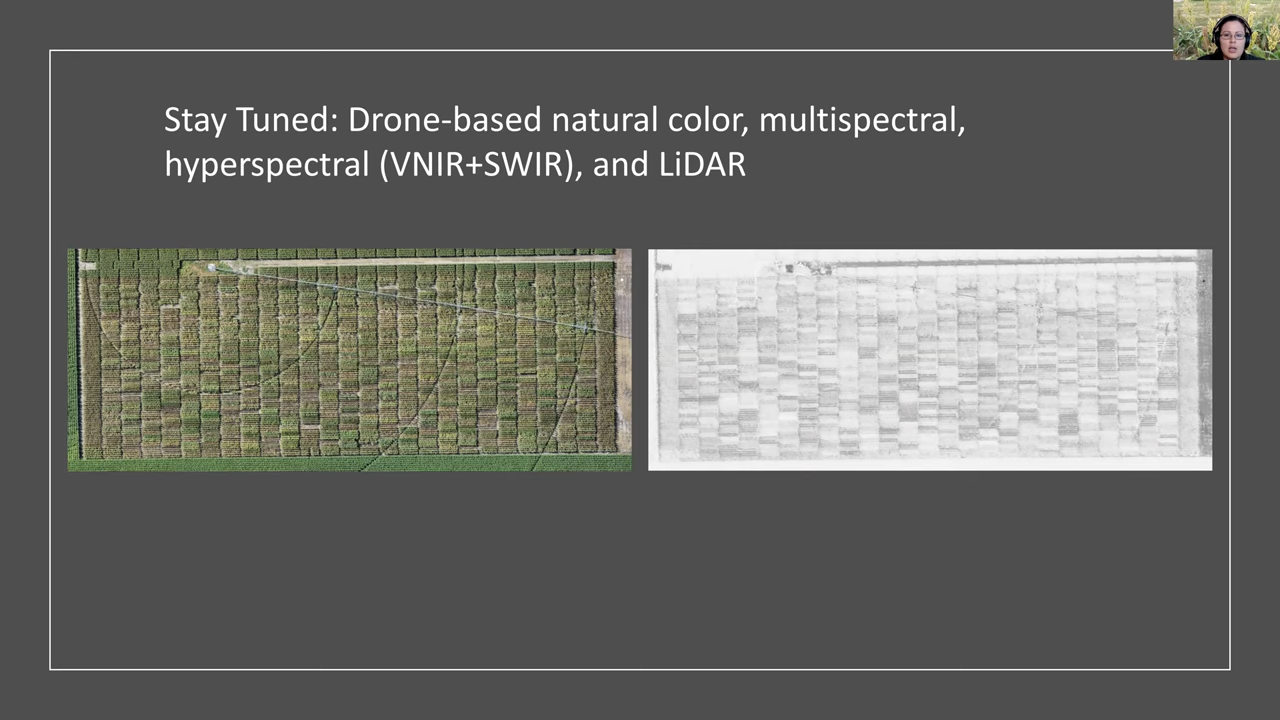 Stay Tuned: Drone-based natural color, multispectral,
hyperspectral (VNIR+SWIR), and LiDAR